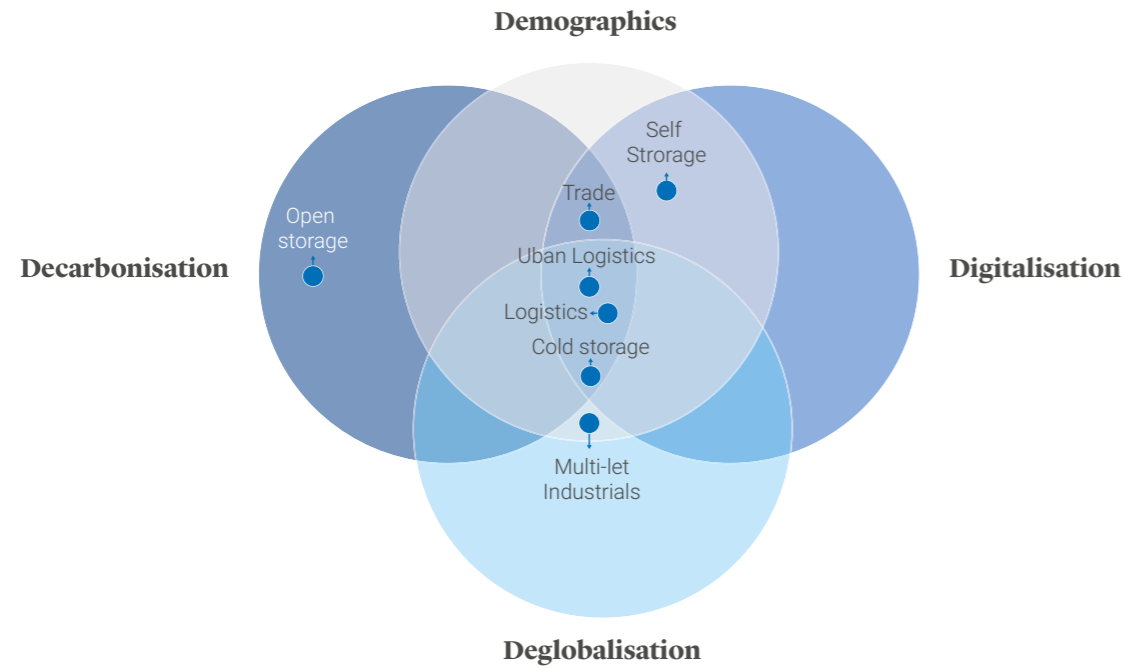 Demographics
Self
Strorage
Trade
Open
storage
Uban Logistics
Decarbonisation
Digitalisation
Logistics
Cold storage
Multi-let
Industrials
Deglobalisation